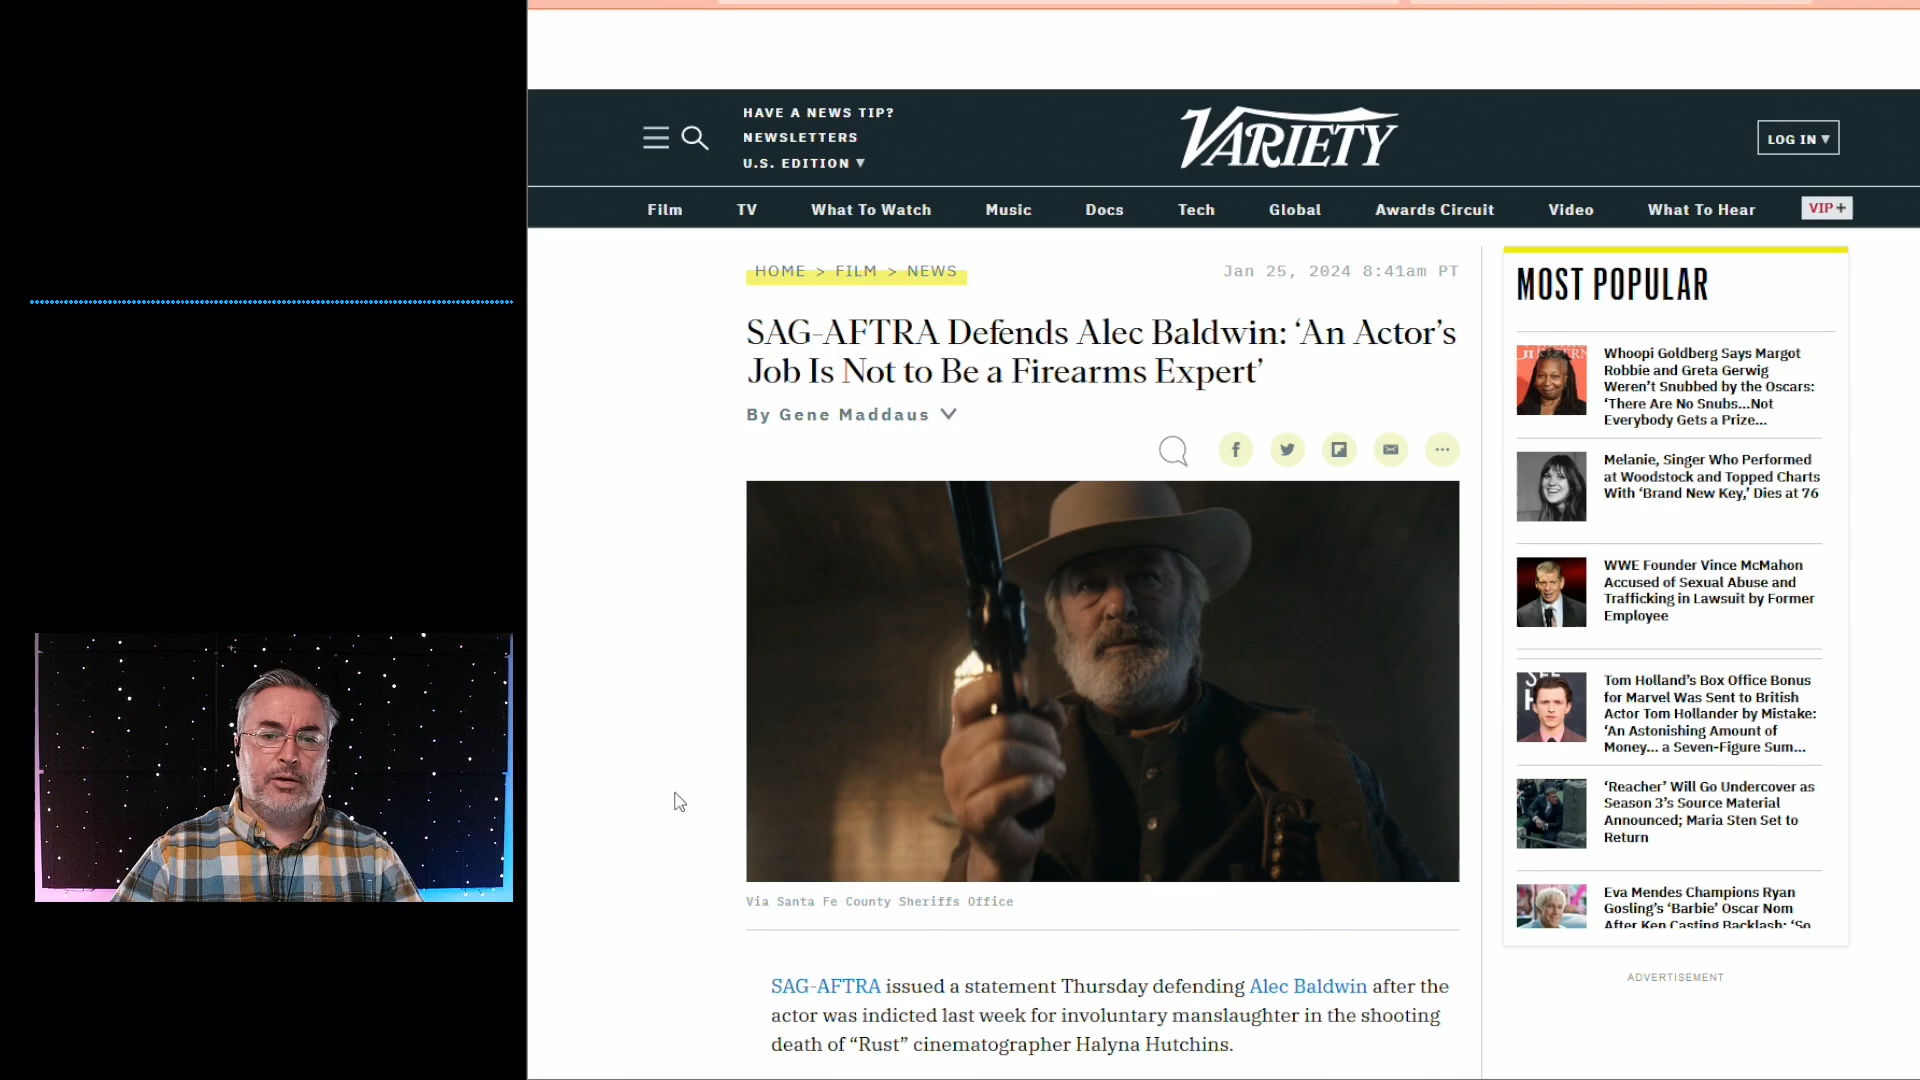 HAVE A NEWS TIP?
NEWSLETTERS
U.S. EDITION ▼
VARIETY
LOG IN ▼
Film TV What To Watch Music Docs Tech Global Awards Circuit Video What To Hear VIP+
HOME > FILM > NEWS
Jan 25, 2024 8:41am PT
SAG-AFTRA Defends Alec Baldwin: ‘An Actor’s
Job Is Not to Be a Firearms Expert’
By Gene Maddaus
Via Santa Fe County Sheriffs Office
SAG-AFTRA issued a statement Thursday defending Alec Baldwin after the
actor was indicted last week for involuntary manslaughter in the shooting
death of “Rust” cinematographer Halyna Hutchins.
MOST POPULAR
Whoopi Goldberg Says Margot
Robbie and Greta Gerwig
Weren’t Snubbed by the Oscars:
‘There Are No Snubs...Not
Everybody Gets a Prize...
Melanie, Singer Who Performed
at Woodstock and Topped Charts
With ‘Brand New Key,’ Dies at 76
WWE Founder Vince McMahon
Accused of Sexual Abuse and
Trafficking in Lawsuit by Former
Employee
Tom Holland’s Box Office Bonus
for Marvel Was Sent to British
Actor Tom Hollander by Mistake:
‘An Astonishing Amount of
Money... a Seven-Figure Sum...
‘Reacher’ Will Go Undercover as
Season 3’s Source Material
Announced; Maria Sten Set to
Return
Eva Mendes Champions Ryan
Gosling’s ‘Barbie’ Oscar Nom
After Ken Casting Backlash: ‘So
ADVERTISEMENT